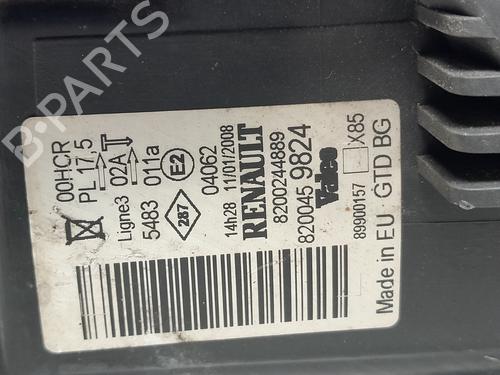 00HCR
PL 17,5
Ligne3 02A
5483 011a
287 E2
04062
14h28 11/01/2008
RENAULT
8200244889
820045 9824
Valeo
89900157 X85
Made in EU GTD BG
B-PARTS